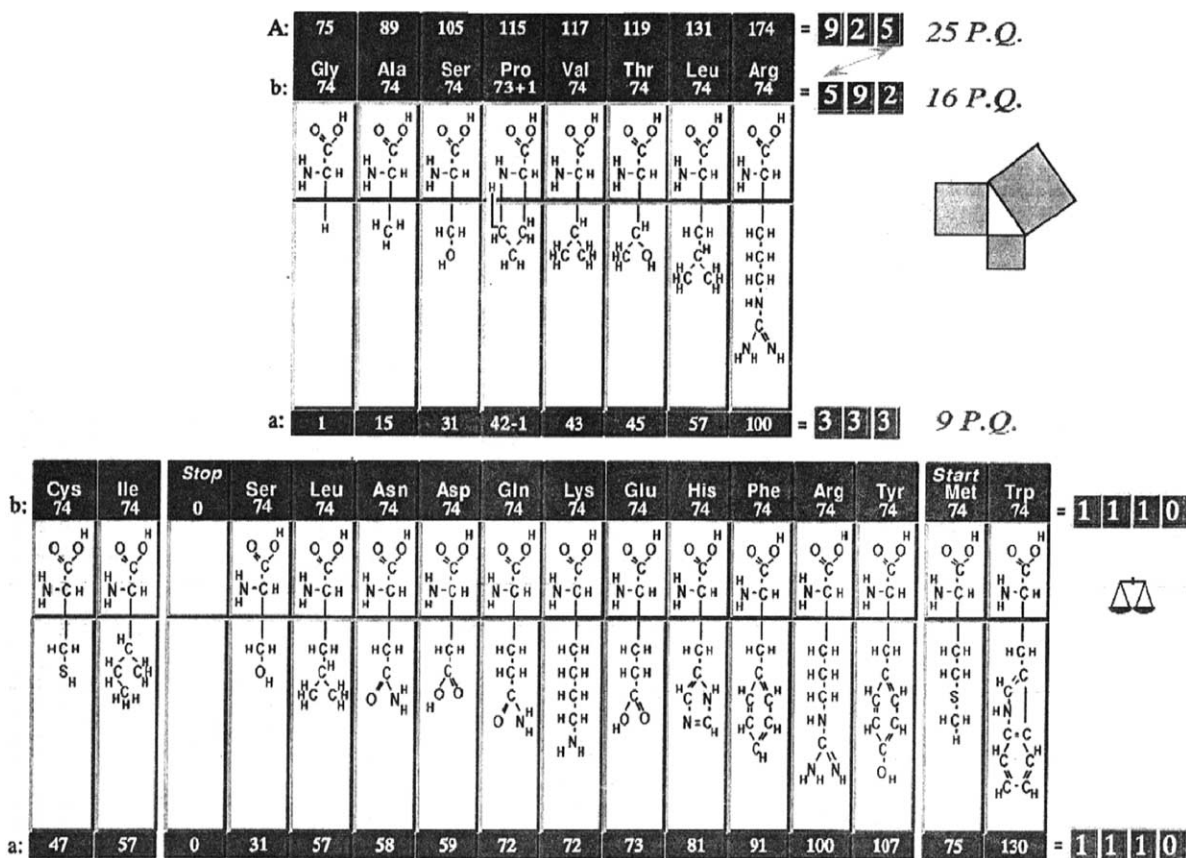 A: 75 89 105 115 117 119 131 174 = 9 2 5 25 P.Q.
Gly Ala Ser Pro Val Thr Leu Arg
b: 74 74 74 73+1 74 74 74 74 = 5 9 2 16 P.Q.
a: 1 15 31 42-1 43 45 57 100 = 3 3 3 9 P.Q.
Stop Start
Cys Ile Ser Leu Asn Asp Gln Lys Glu His Phe Arg Tyr Met Trp
b: 74 74 0 74 74 74 74 74 74 74 74 74 74 74 74 74 = 1 1 1 0
a: 47 57 0 31 57 58 59 72 72 73 81 91 100 107 75 130 = 1 1 1 0